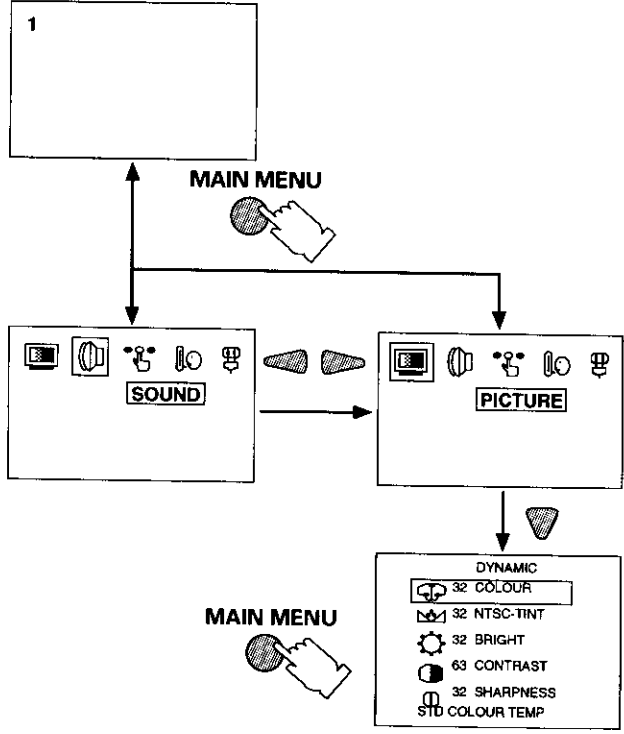 1
MAIN MENU
SOUND
PICTURE
DYNAMIC
32 COLOUR
32 NTSC-TINT
32 BRIGHT
63 CONTRAST
32 SHARPNESS
STD COLOUR TEMP
MAIN MENU